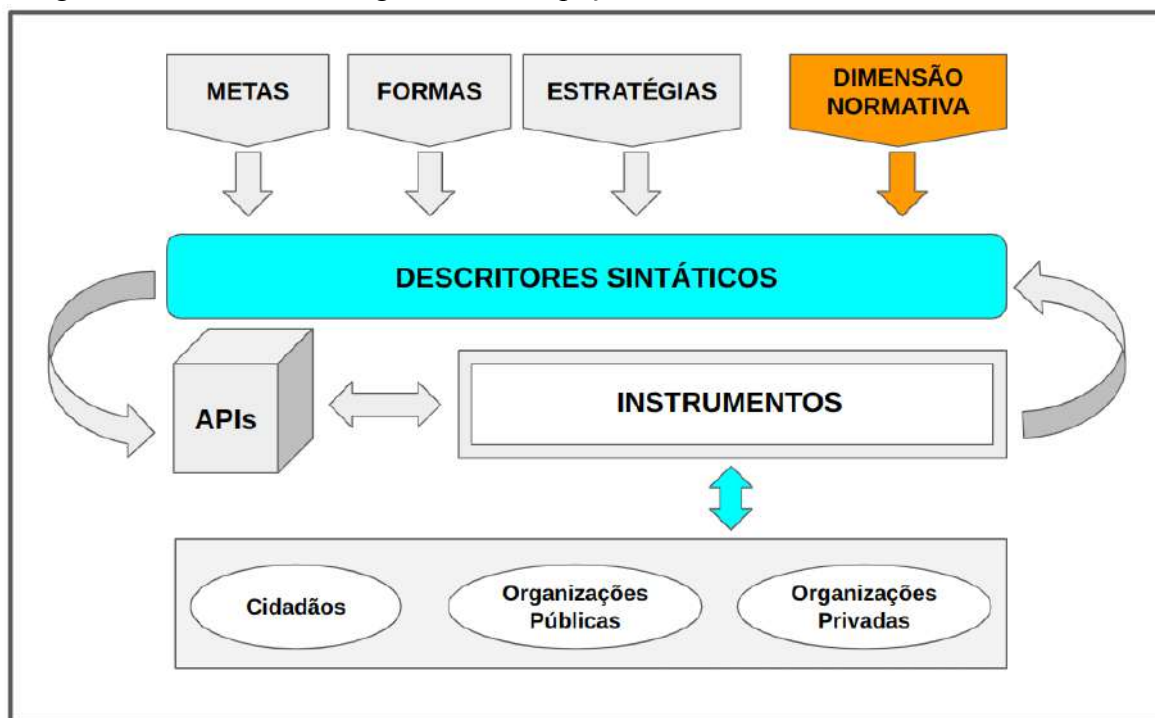 METAS
FORMAS
ESTRATÉGIAS
DIMENSÃO
NORMATIVA
DESCRITORES SINTÁTICOS
APIs
INSTRUMENTOS
Cidadãos
Organizações
Públicas
Organizações
Privadas